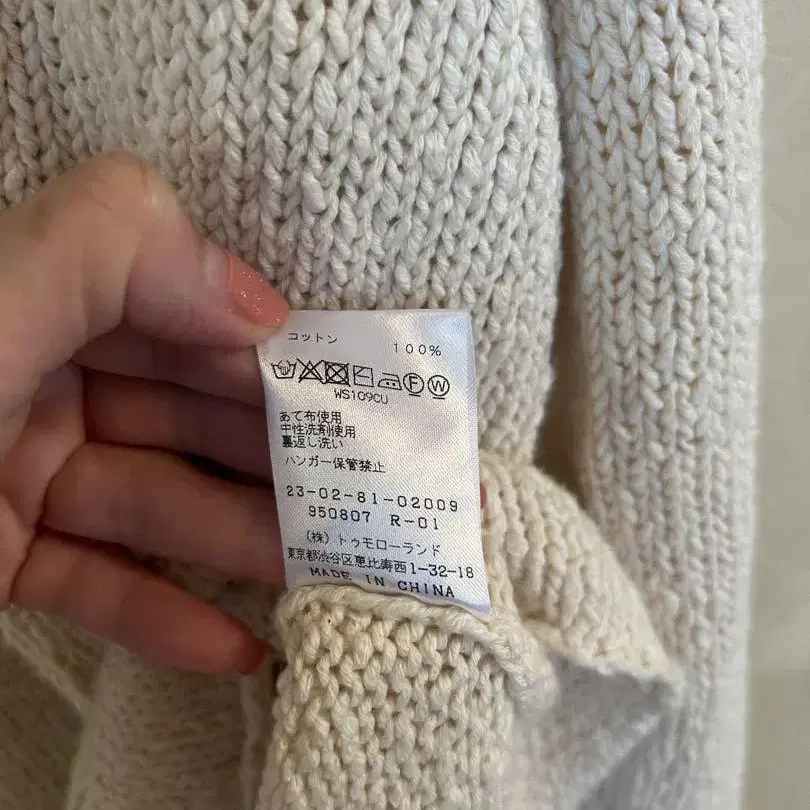 コットン 100%
WS109CU
あて布使用
中性洗剤使用
裏返し洗い
ハンガー保管禁止
23-02-81-02009
950807 R-01
(株)トゥモローランド
東京都渋谷区恵比寿西1-32-18
MADE IN CHINA